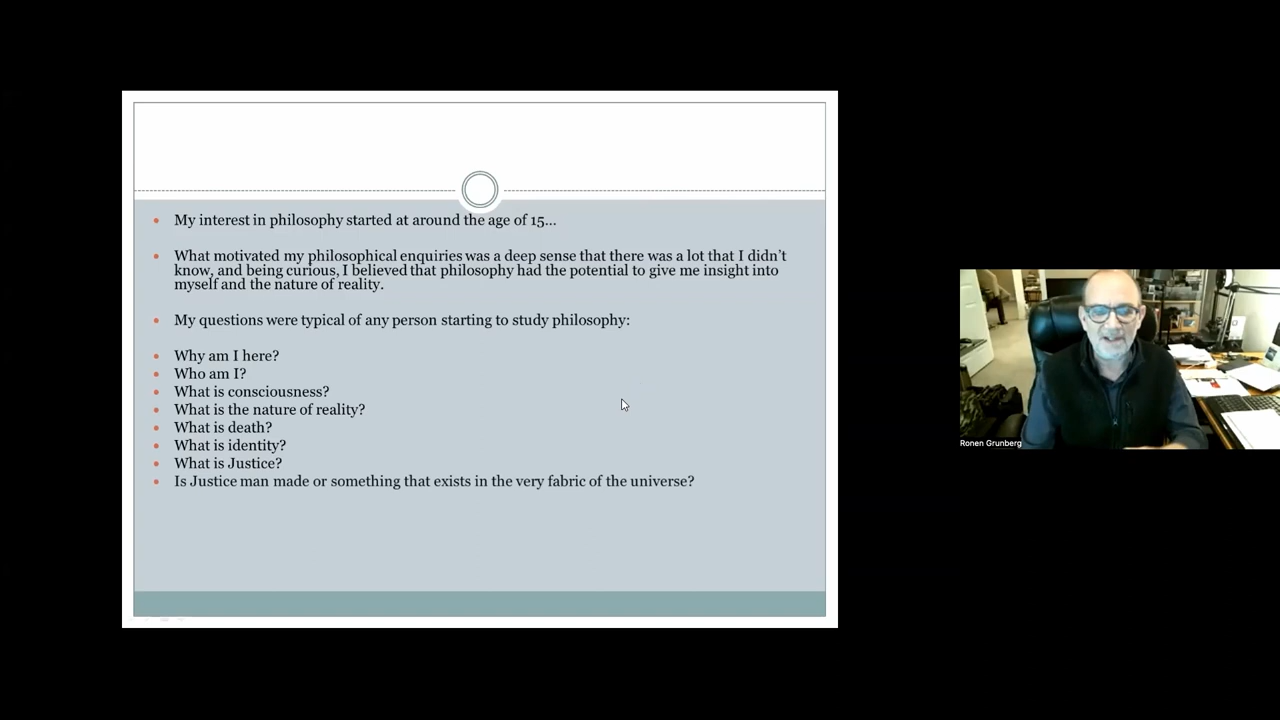 My interest in philosophy started at around the age of 15…
What motivated my philosophical enquiries was a deep sense that there was a lot that I didn't
know, and being curious, I believed that philosophy had the potential to give me insight into
myself and the nature of reality.
My questions were typical of any person starting to study philosophy:
Why am I here?
Who am I?
What is consciousness?
What is the nature of reality?
What is death?
What is identity?
What is Justice?
Is Justice man made or something that exists in the very fabric of the universe?
Ronen Grunberg